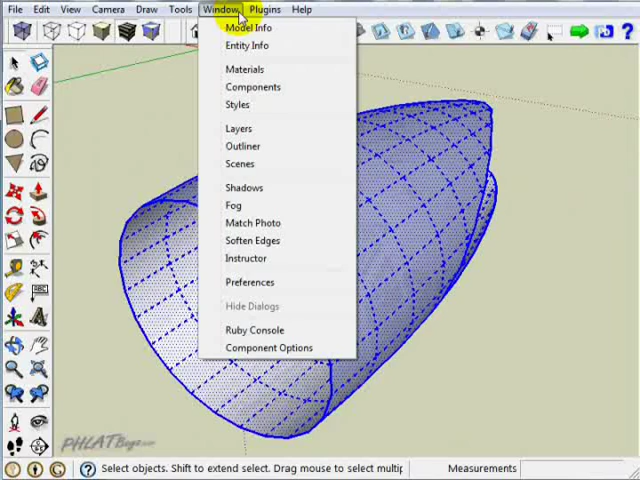 File Edit View Camera Draw Tools Window Plugins Help
Model Info
Entity Info
Materials
Components
Styles
Layers
Outliner
Scenes
Shadows
Fog
Match Photo
Soften Edges
Instructor
Preferences
Hide Dialogs
Ruby Console
Component Options
Select objects. Shift to extend select. Drag mouse to select multip Measurements